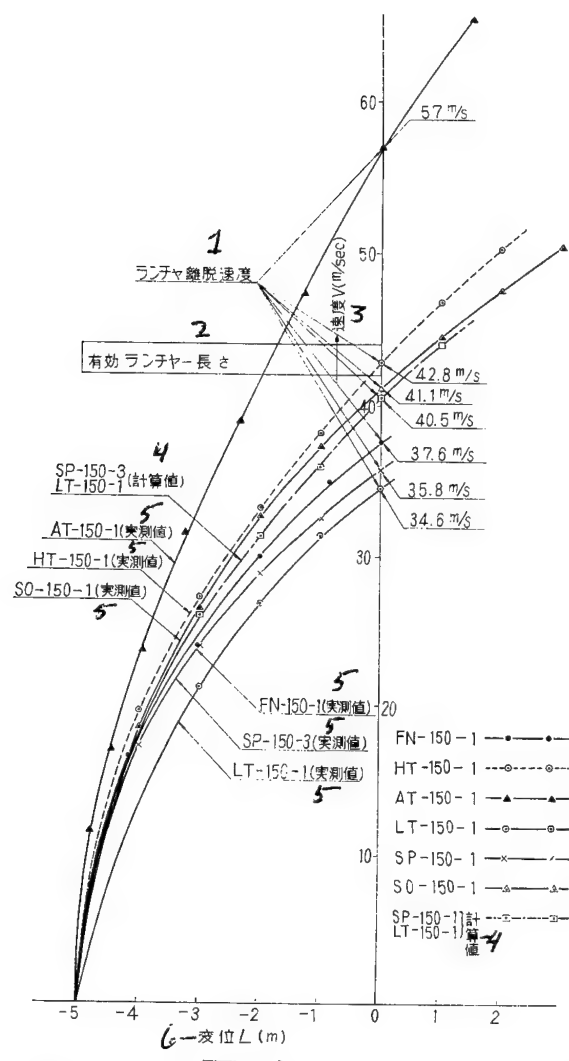 60
57 m/s
1
ランチャ離脱速度
50
速度V(m/sec)
3
2
有効ランチャー長さ
42.8 m/s
41.1 m/s
40
40.5 m/s
37.6 m/s
35.8 m/s
34.6 m/s
4
SP-150-3
LT-150-1 (計算値)
5
AT-150-1(実測値)
5
HT-150-1(実測値)
SO-150-1(実測値)
5
30
5
FN-150-1(実測値)
20
5
SP-150-3(実測値)
LT-150-1(実測値)
5
FN-150-1
HT-150-1
AT-150-1
LT-150-1
SP-150-1
SO-150-1
SP-150-1
LT-150-1
計算値
4
10
-5 -4 -3 -2 -1 0 1 2
6 変位L(m)